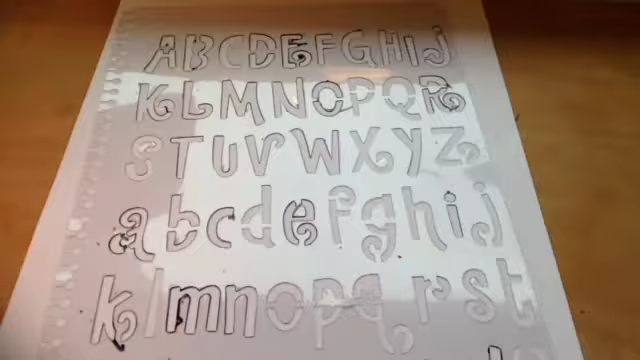 ABCDEFGHIJ
KLMNOPQR
STUVWXYZ
abcdefghij
klmnopqrst